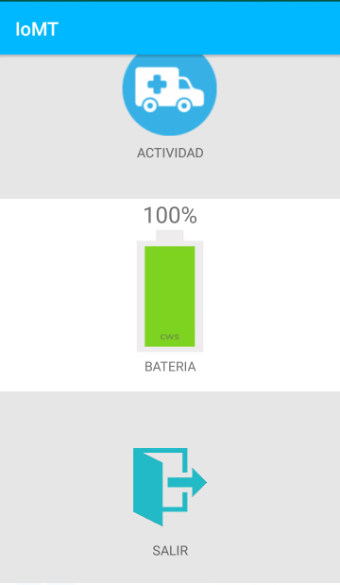 IoMT
ACTIVIDAD
100%
cws
BATERIA
SALIR